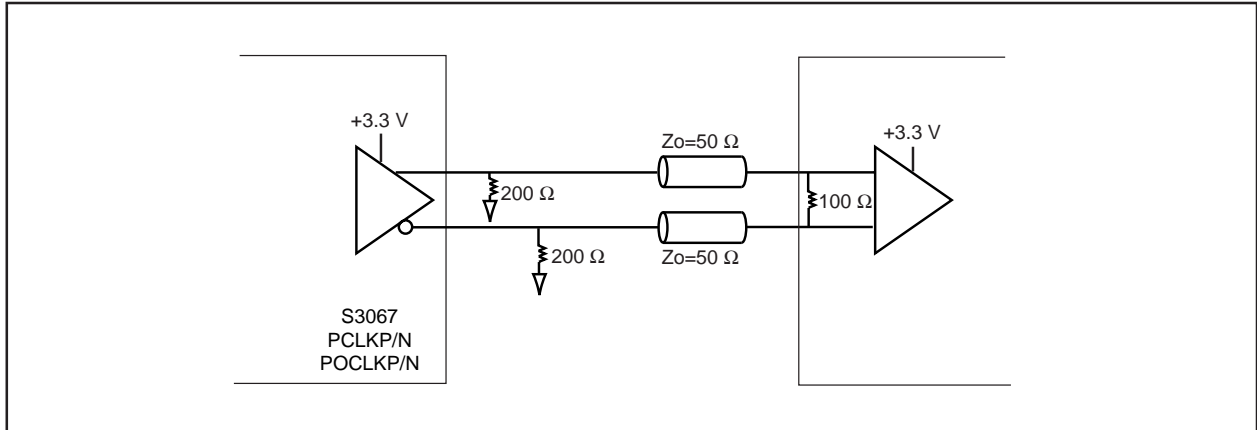 +3.3 V
Zo=50 Ω
+3.3 V
200 Ω
100 Ω
200 Ω
Zo=50 Ω
S3067
PCLKP/N
POCLKP/N